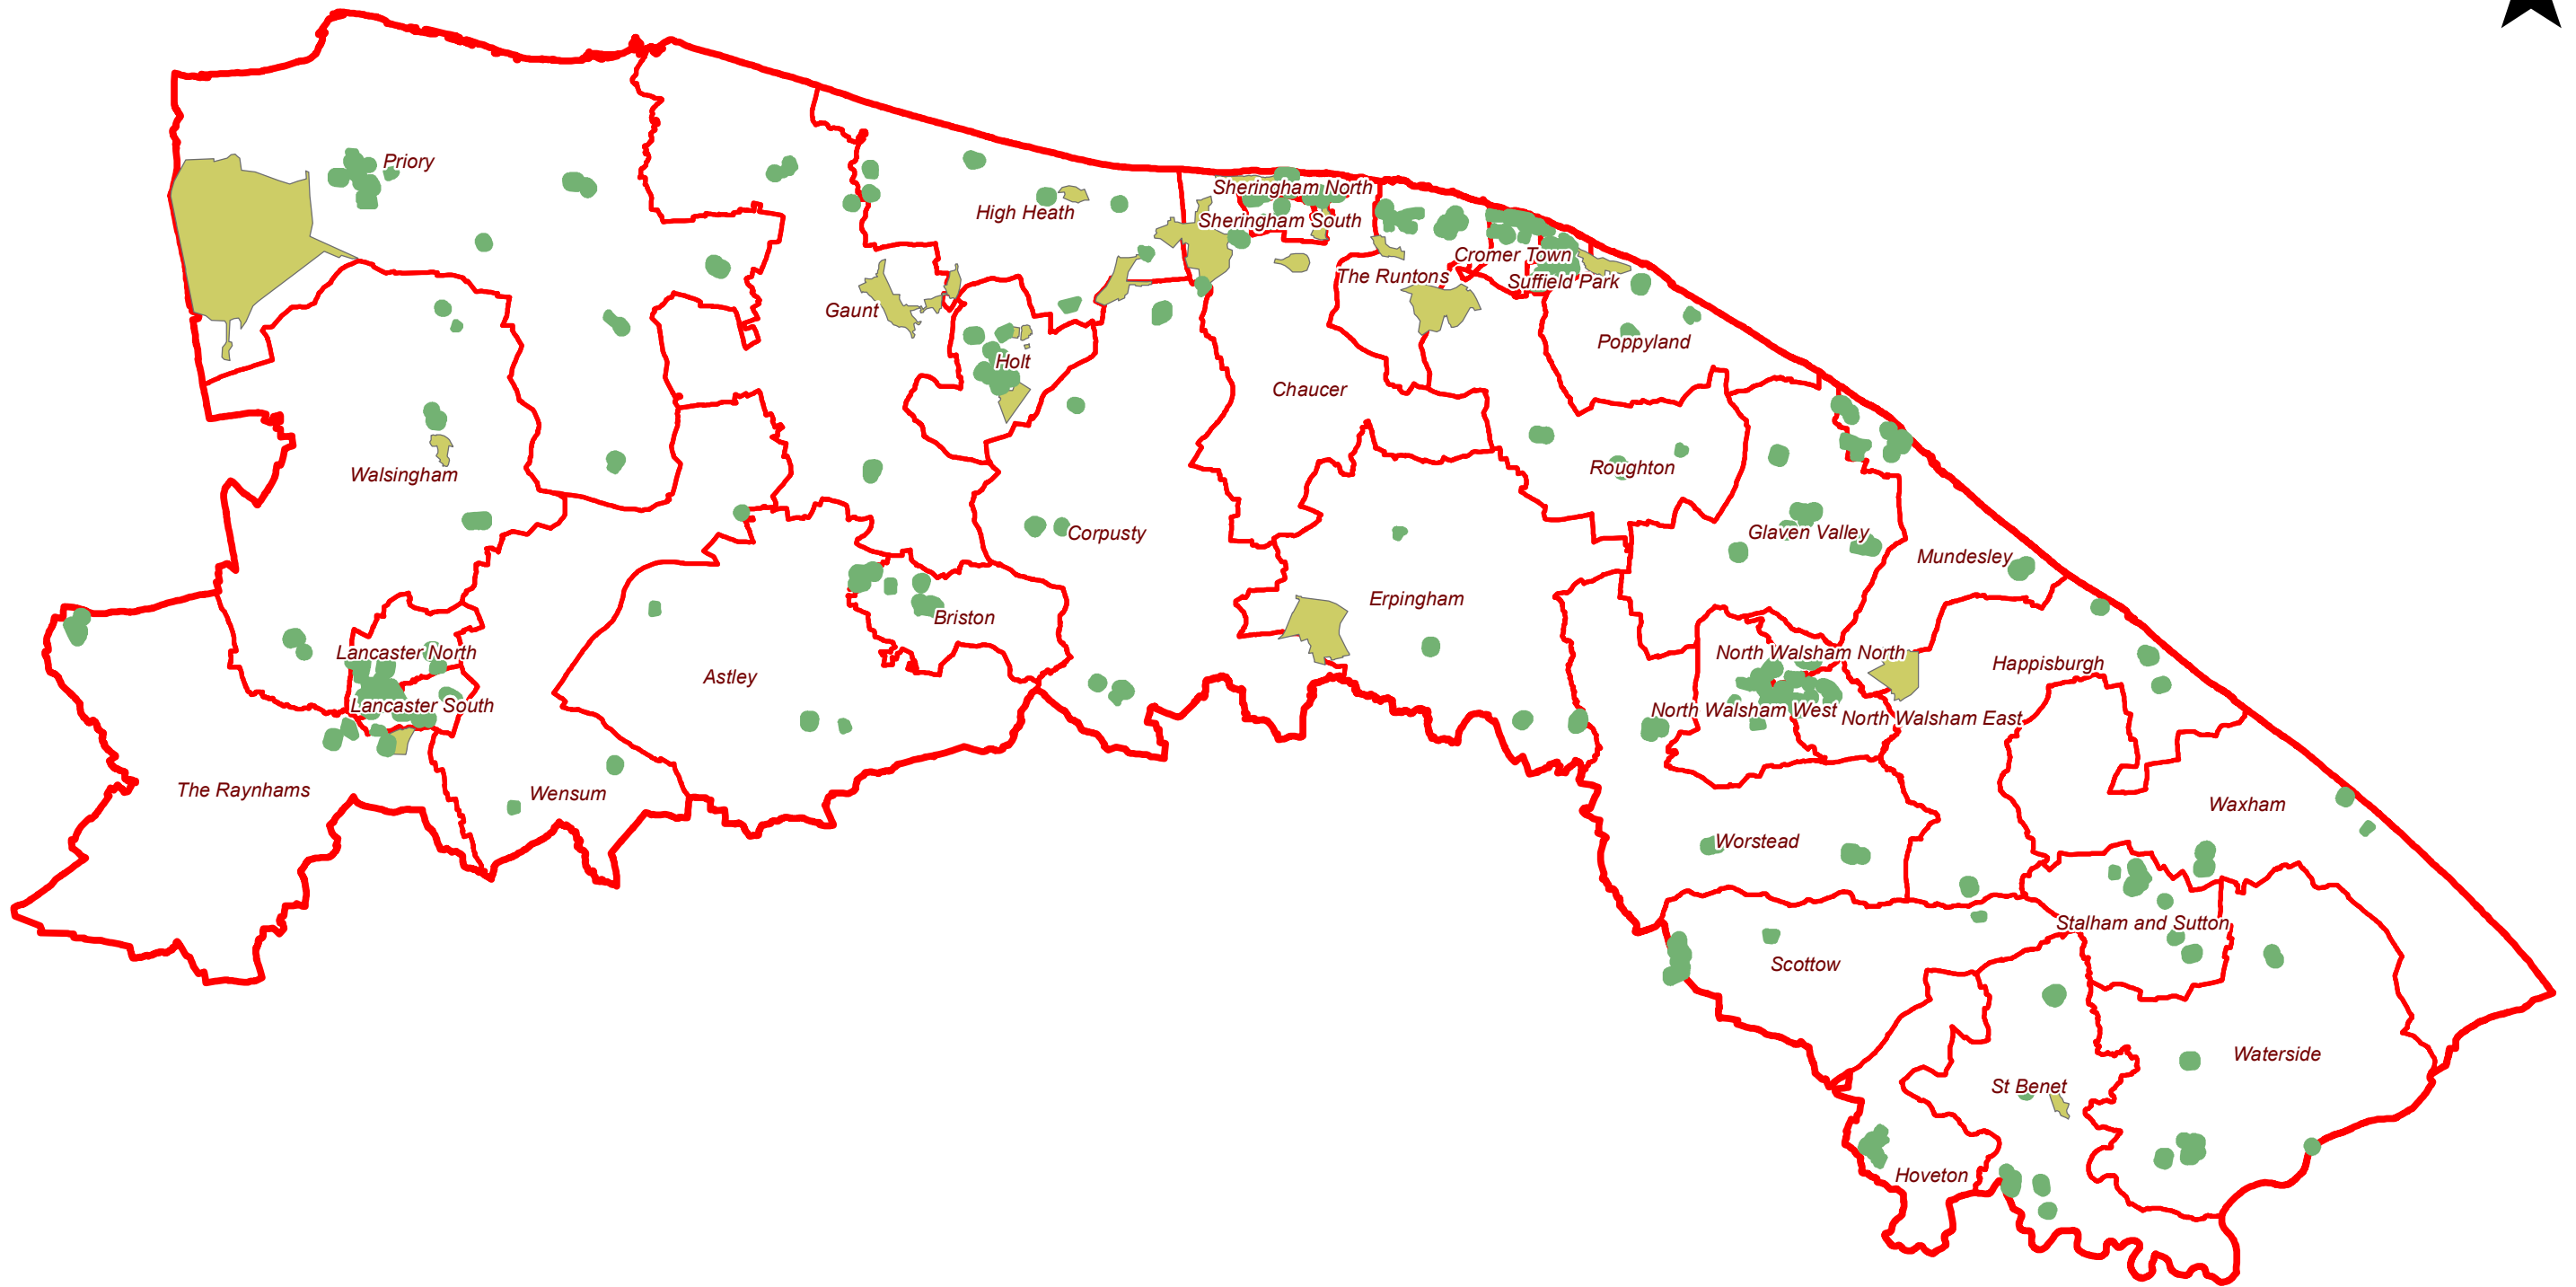 Priory
Sheringham North
High Heath
Sheringham South
Cromer Town
The Runtons
Suffield Park
Gaunt
Poppyland
Holt
Chaucer
Roughton
Walsingham
Corpusty
Glaven Valley
Mundesley
Erpingham
Briston
Lancaster North
North Walsham North
Happisburgh
Astley
Lancaster South
North Walsham West
North Walsham East
The Raynhams
Wensum
Waxham
Worstead
Stalham and Sutton
Scottow
Waterside
St Benet
Hoveton